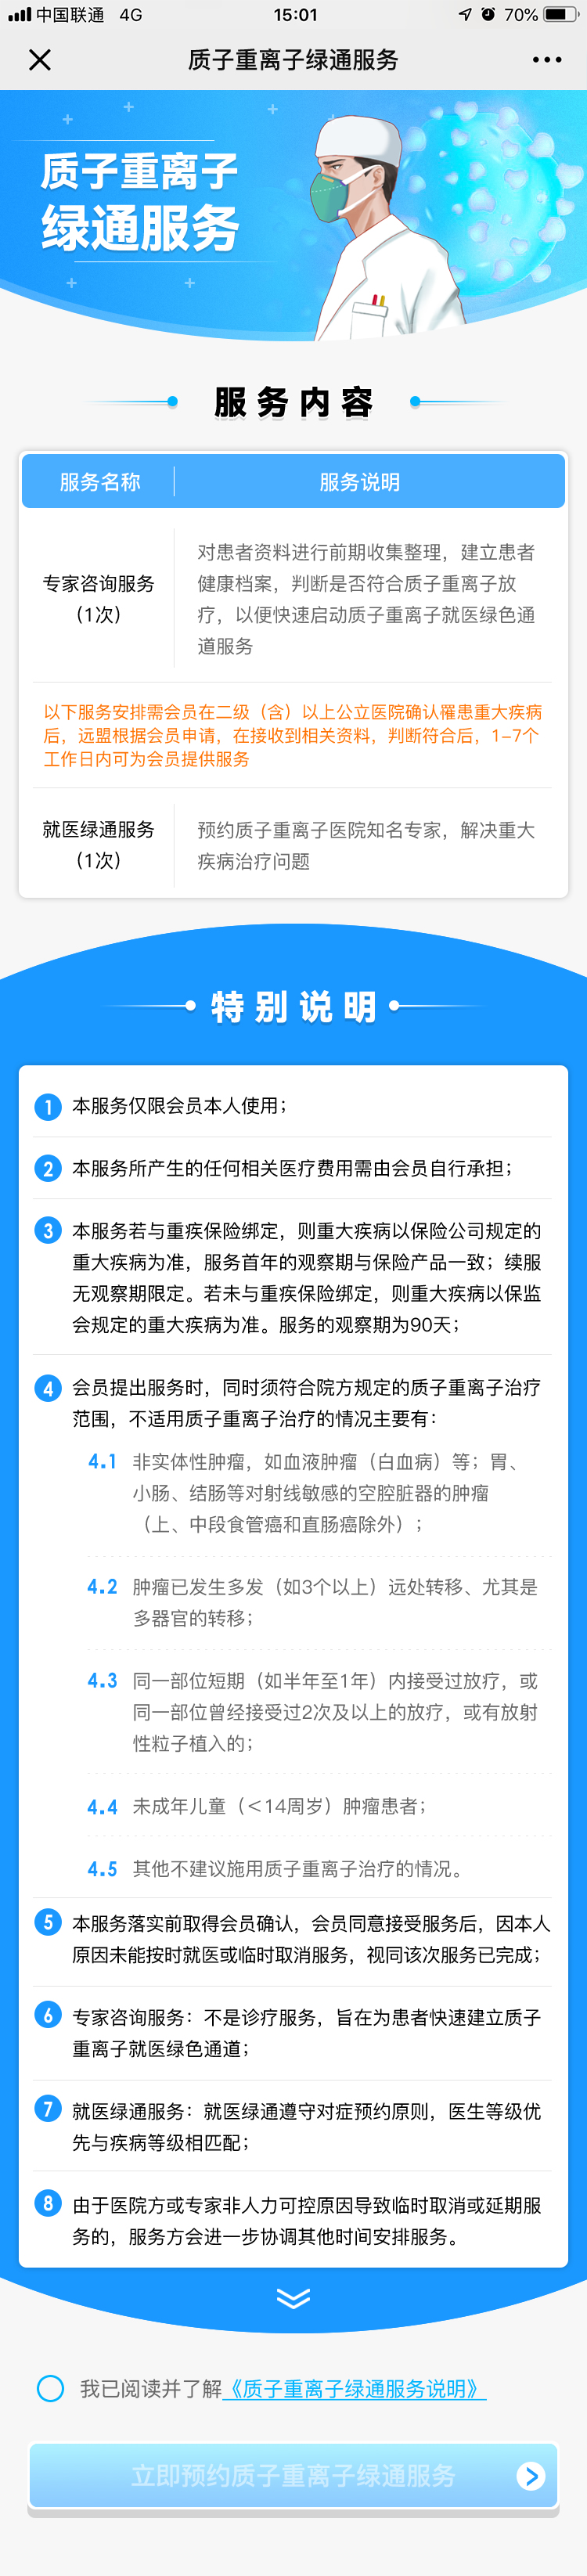 中国联通 4G 15:01 70%
质子重离子绿通服务
质子重离子
绿通服务
服务内容
服务名称 服务说明
专家咨询服务
（1次）
对患者资料进行前期收集整理，建立患者
健康档案，判断是否符合质子重离子放
疗，以便快速启动质子重离子就医绿色通
道服务
以下服务安排需会员在二级（含）以上公立医院确认罹患重大疾病
后，远盟根据会员申请，在接收到相关资料，判断符合后，1-7个
工作日内可为会员提供服务
就医绿通服务
（1次）
预约质子重离子医院知名专家，解决重大
疾病治疗问题
特别说明
1 本服务仅限会员本人使用；
2 本服务所产生的任何相关医疗费用需由会员自行承担；
3 本服务若与重疾保险绑定，则重大疾病以保险公司规定的
重大疾病为准，服务首年的观察期与保险产品一致；续服
无观察期限定。若未与重疾保险绑定，则重大疾病以保监
会规定的重大疾病为准。服务的观察期为90天；
4 会员提出服务时，同时须符合院方规定的质子重离子治疗
范围，不适用质子重离子治疗的情况主要有：
4.1 非实体性肿瘤，如血液肿瘤（白血病）等；胃、
小肠、结肠等对射线敏感的空腔脏器的肿瘤
（上、中段食管癌和直肠癌除外）；
4.2 肿瘤已发生多发（如3个以上）远处转移、尤其是
多器官的转移；
4.3 同一部位短期（如半年至1年）内接受过放疗，或
同一部位曾经接受过2次及以上的放疗，或有放射
性粒子植入的；
4.4 未成年儿童（＜14周岁）肿瘤患者；
4.5 其他不建议施用质子重离子治疗的情况。
5 本服务落实前取得会员确认，会员同意接受服务后，因本人
原因未能按时就医或临时取消服务，视同该次服务已完成；
6 专家咨询服务：不是诊疗服务，旨在为患者快速建立质子
重离子就医绿色通道；
7 就医绿通服务：就医绿通遵守对症预约原则，医生等级优
先与疾病等级相匹配；
8 由于医院方或专家非人力可控原因导致临时取消或延期服
务的，服务方会进一步协调其他时间安排服务。
我已阅读并了解《质子重离子绿通服务说明》
立即预约质子重离子绿通服务